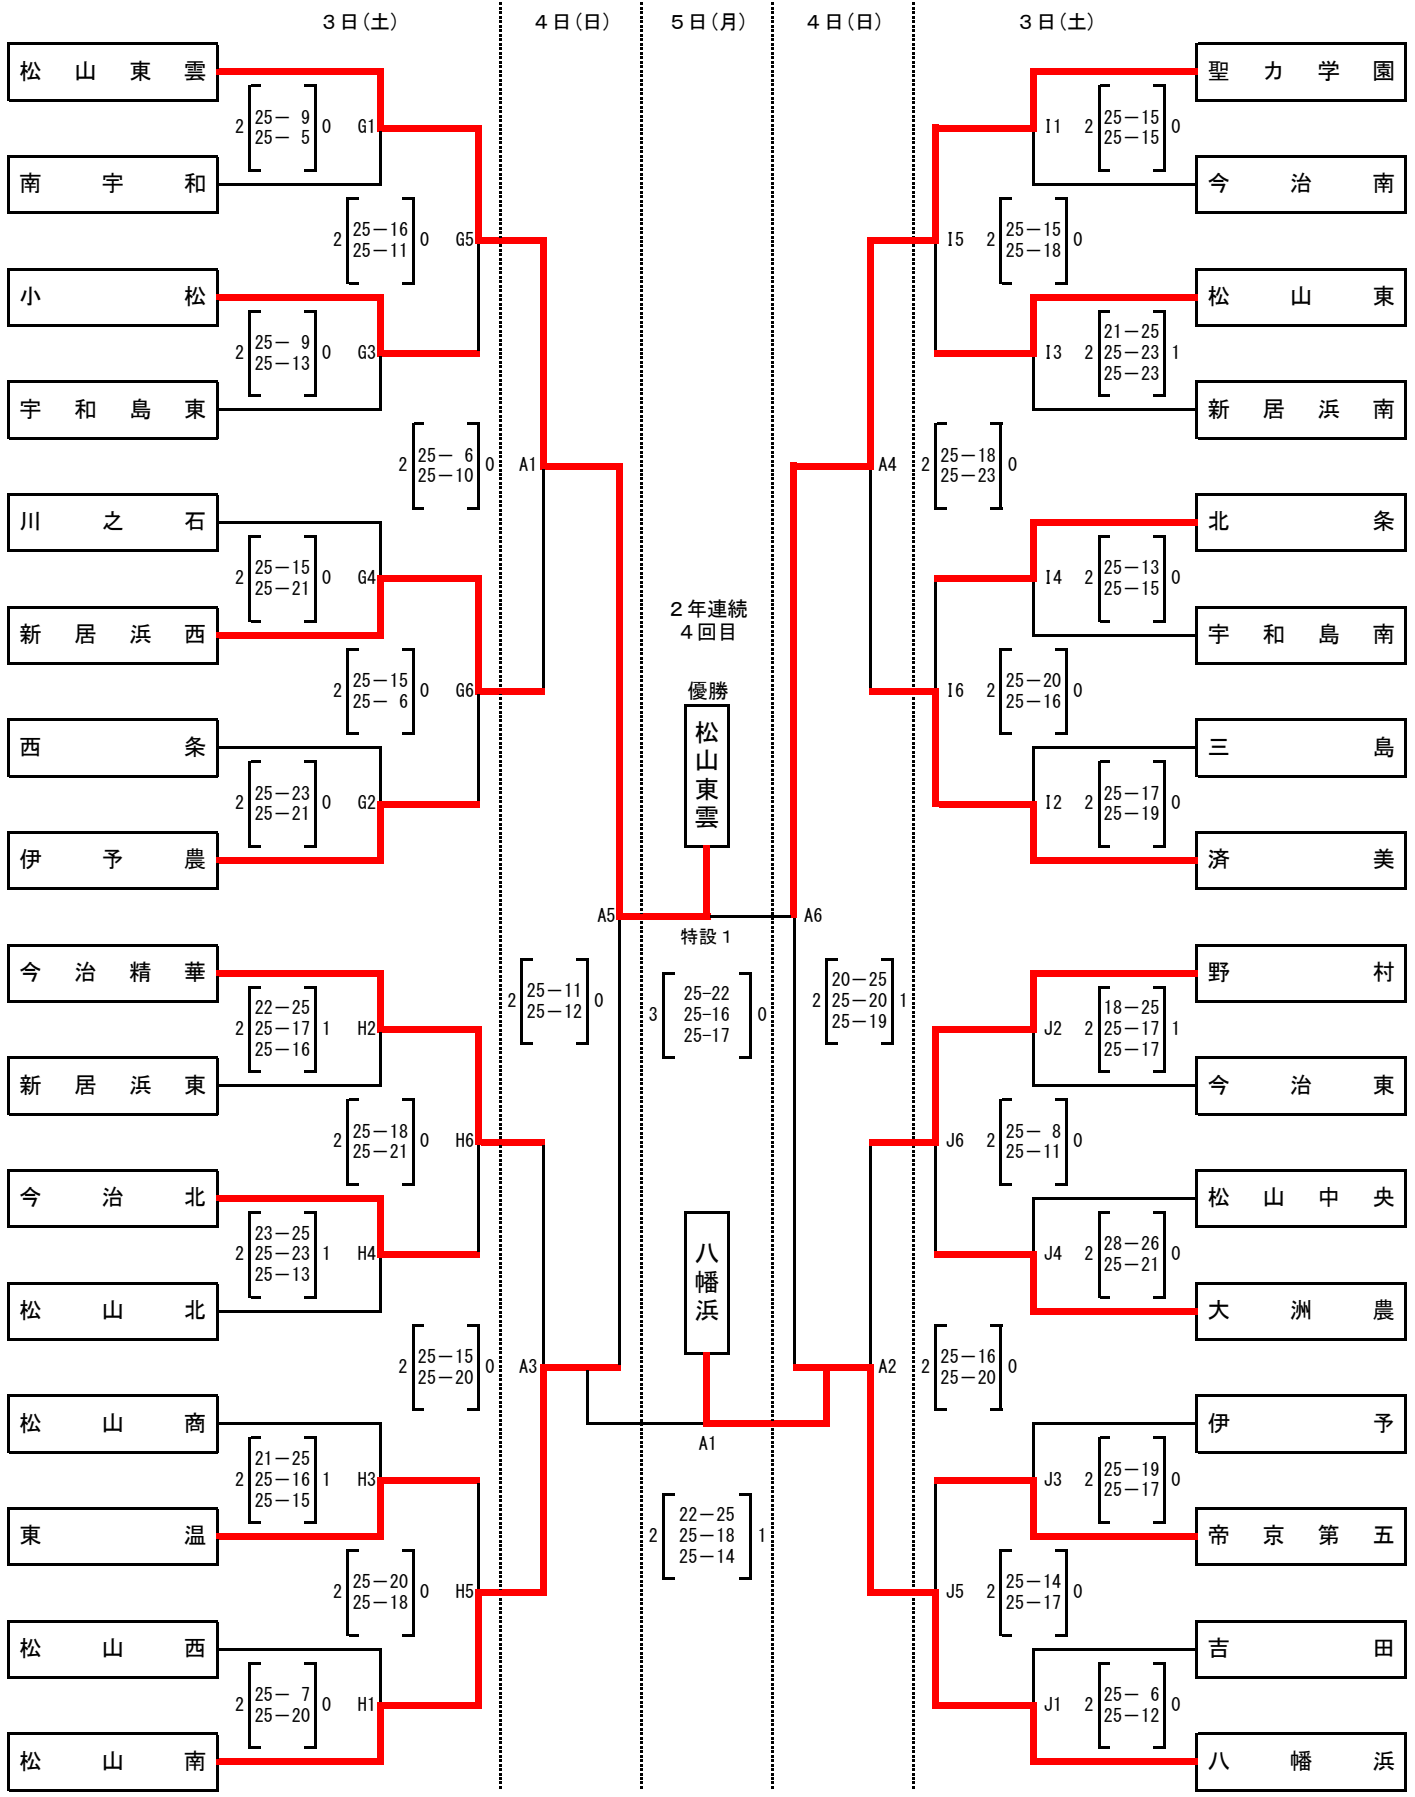 3日(土)
4日(日)
5日(月)
4日(日)
3日(土)
松山東雲
2 25－ 9 0 G1
25－ 5
南宇和
2 25－16 0 G5
25－11
小松
2 25－ 9 0 G3
25－13
宇和島東
2 25－ 6 0 A1
25－10
川之石
2 25－15 0 G4
25－21
新居浜西
2 25－15 0 G6
25－ 6
西条
2 25－23 0 G2
25－21
伊予農
A5
2 25－11 0
25－12
今治精華
22－25
2 25－17 1 H2
25－16
新居浜東
2 25－18 0 H6
25－21
今治北
23－25
2 25－23 1 H4
25－13
松山北
2 25－15 0 A3
25－20
松山商
21－25
2 25－16 1 H3
25－15
東温
2 25－20 0 H5
25－18
松山西
2 25－ 7 0 H1
25－20
松山南
2年連続
4回目
優勝
松山東雲
特設1
25-22
3 25-16 0
25-17
八幡浜
A1
22－25
2 25－18 1
25－14
聖カ学園
I1 2 25－15 0
25－15
今治南
I5 2 25－15 0
25－18
松山東
21－25
I3 2 25－23 1
25－23
新居浜南
A4 2 25－18 0
25－23
北条
I4 2 25－13 0
25－15
宇和島南
I6 2 25－20 0
25－16
三島
I2 2 25－17 0
25－19
済美
A6
20－25
2 25－20 1
25－19
野村
18－25
J2 2 25－17 1
25－17
今治東
J6 2 25－ 8 0
25－11
松山中央
J4 2 28－26 0
25－21
大洲農
A2 2 25－16 0
25－20
伊予
J3 2 25－19 0
25－17
帝京第五
J5 2 25－14 0
25－17
吉田
J1 2 25－ 6 0
25－12
八幡浜